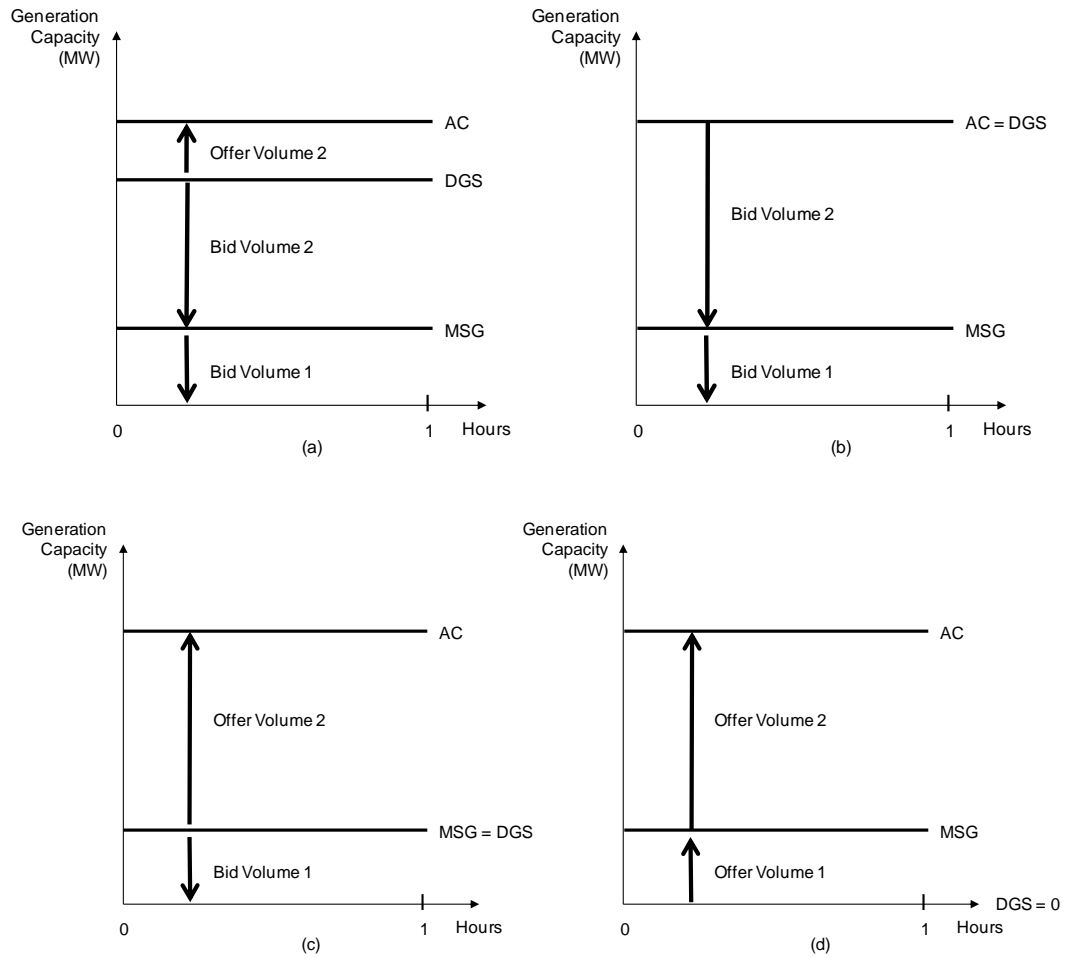 Generation
Capacity
(MW)
AC
Offer Volume 2
DGS
Bid Volume 2
MSG
Bid Volume 1
0
1
Hours
(a)
Generation
Capacity
(MW)
AC = DGS
Bid Volume 2
MSG
Bid Volume 1
0
1
Hours
(b)
Generation
Capacity
(MW)
AC
Offer Volume 2
MSG = DGS
Bid Volume 1
0
1
Hours
(c)
Generation
Capacity
(MW)
AC
Offer Volume 2
MSG
Offer Volume 1
DGS = 0
0
1
Hours
(d)